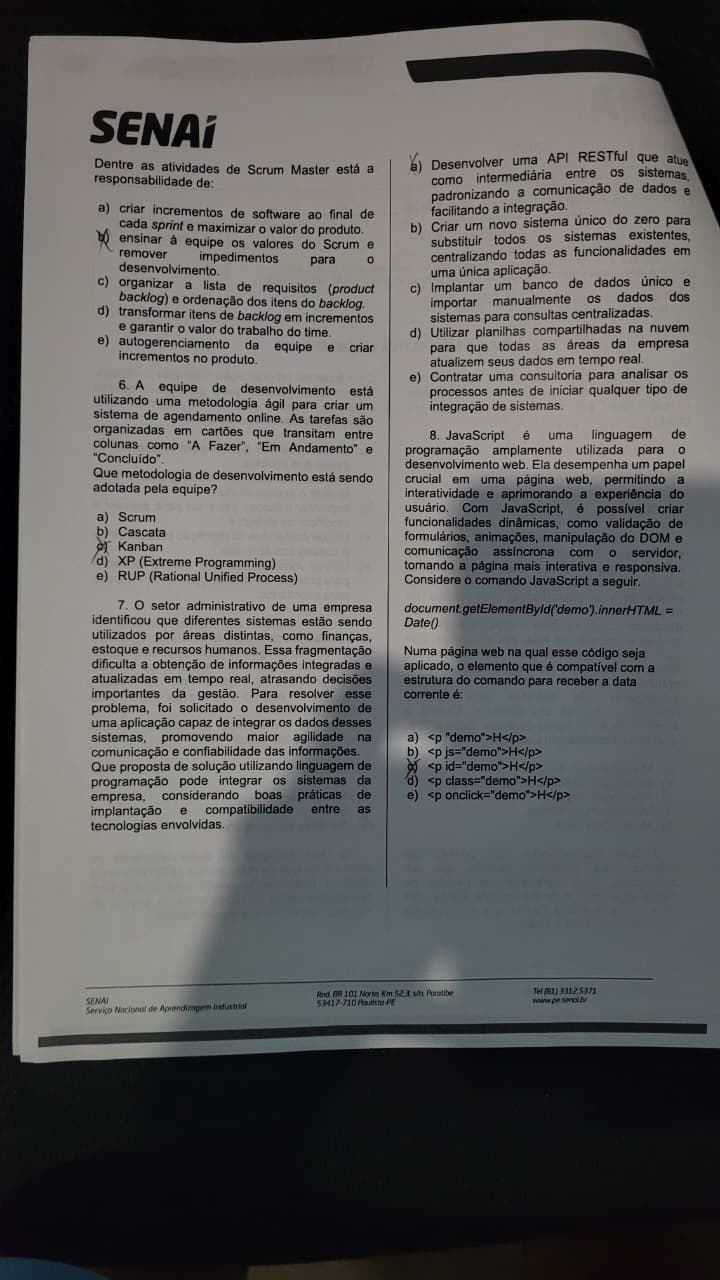 SENAI
Dentre as atividades de Scrum Master está a
responsabilidade de:
a) criar incrementos de software ao final de
cada sprint e maximizar o valor do produto.
b) ensinar à equipe os valores do Scrum e
remover impedimentos para o
desenvolvimento.
c) organizar a lista de requisitos (product
backlog) e ordenação dos itens do backlog.
d) transformar itens de backlog em incrementos
e garantir o valor do trabalho do time.
e) autogerenciamento da equipe e criar
incrementos no produto.
6. A equipe de desenvolvimento está
utilizando uma metodologia ágil para criar um
sistema de agendamento online. As tarefas são
organizadas em cartões que transitam entre
colunas como "A Fazer", "Em Andamento" e
"Concluído".
Que metodologia de desenvolvimento está sendo
adotada pela equipe?
a) Scrum
b) Cascata
c) Kanban
d) XP (Extreme Programming)
e) RUP (Rational Unified Process)
7. O setor administrativo de uma empresa
identificou que diferentes sistemas estão sendo
utilizados por áreas distintas, como finanças,
estoque e recursos humanos. Essa fragmentação
dificulta a obtenção de informações integradas e
atualizadas em tempo real, atrasando decisões
importantes da gestão. Para resolver esse
problema, foi solicitado o desenvolvimento de
uma aplicação capaz de integrar os dados desses
sistemas, promovendo maior agilidade na
comunicação e confiabilidade das informações.
Que proposta de solução utilizando linguagem de
programação pode integrar os sistemas da
empresa, considerando boas práticas de
implantação e compatibilidade entre as
tecnologias envolvidas.
a) Desenvolver uma API RESTful que atue
como intermediária entre os sistemas,
padronizando a comunicação de dados e
facilitando a integração.
b) Criar um novo sistema único do zero para
substituir todos os sistemas existentes,
centralizando todas as funcionalidades em
uma única aplicação.
c) Implantar um banco de dados único e
importar manualmente os dados dos
sistemas para consultas centralizadas.
d) Utilizar planilhas compartilhadas na nuvem
para que todas as áreas da empresa
atualizem seus dados em tempo real.
e) Contratar uma consultoria para analisar os
processos antes de iniciar qualquer tipo de
integração de sistemas.
8. JavaScript é uma linguagem de
programação amplamente utilizada para o
desenvolvimento web. Ela desempenha um papel
crucial em uma página web, permitindo a
interatividade e aprimorando a experiência do
usuário. Com JavaScript, é possível criar
funcionalidades dinâmicas, como validação de
formulários, animações, manipulação do DOM e
comunicação assíncrona com o servidor,
tornando a página mais interativa e responsiva.
Considere o comando JavaScript a seguir.
document.getElementById('demo').innerHTML =
Date()
Numa página web na qual esse código seja
aplicado, o elemento que é compatível com a
estrutura do comando para receber a data
corrente é:
a) <p "demo">H</p>
b) <p js="demo">H</p>
c) <p id="demo">H</p>
d) <p class="demo">H</p>
e) <p onclick="demo">H</p>
SENAI
Serviço Nacional de Aprendizagem Industrial
Rod. BR 101 Norte, Km 52,3, s/n, Paratibe
53417-710 Paulista-PE
Tel (81) 3312.5371
www.pe.senai.br